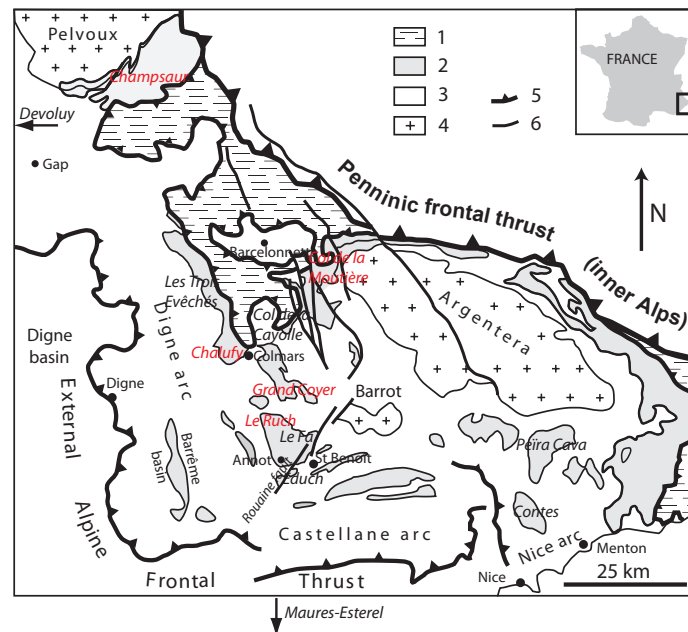 Pelvoux
Champsaur
Devoluy
Gap
1
2
3
4
5
6
FRANCE
N
Penninic frontal thrust
(inner Alps)
Barcelonnette
Col de la
Moutière
Les Trois
Evêchés
Col de la
Cayolle
Argentera
Digne
basin
Digne arc
Chalufy
Colmars
External
Digne
Grand Coyer
Barrot
Le Ruch
Le Fa
Barrême
basin
Annot
St Benoit
Peïra Cava
Rouaine fault
Contes
Alpine
Castellane arc
Nice arc
Menton
Frontal
Thrust
Nice
25 km
Maures-Esterel